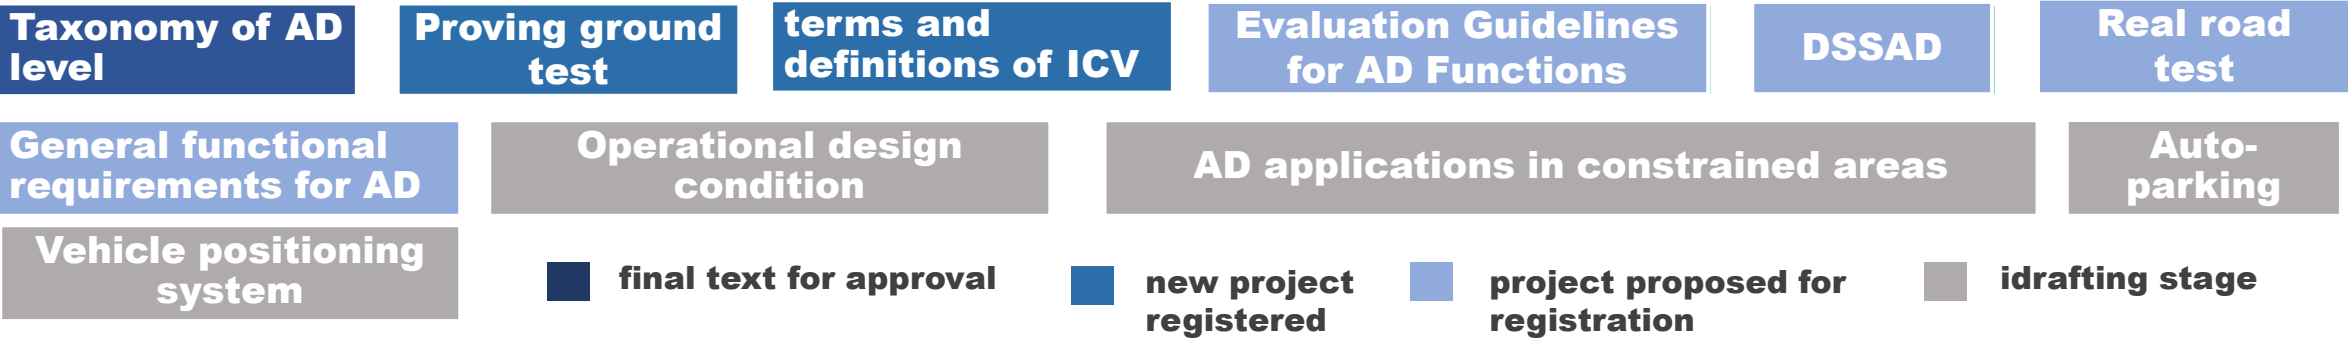 Taxonomy of AD
level
Proving ground
test
terms and
definitions of ICV
Evaluation Guidelines
for AD Functions
DSSAD
Real road
test
General functional
requirements for AD
Operational design
condition
AD applications in constrained areas
Auto-
parking
Vehicle positioning
system
final text for approval
new project
registered
project proposed for
registration
idrafting stage